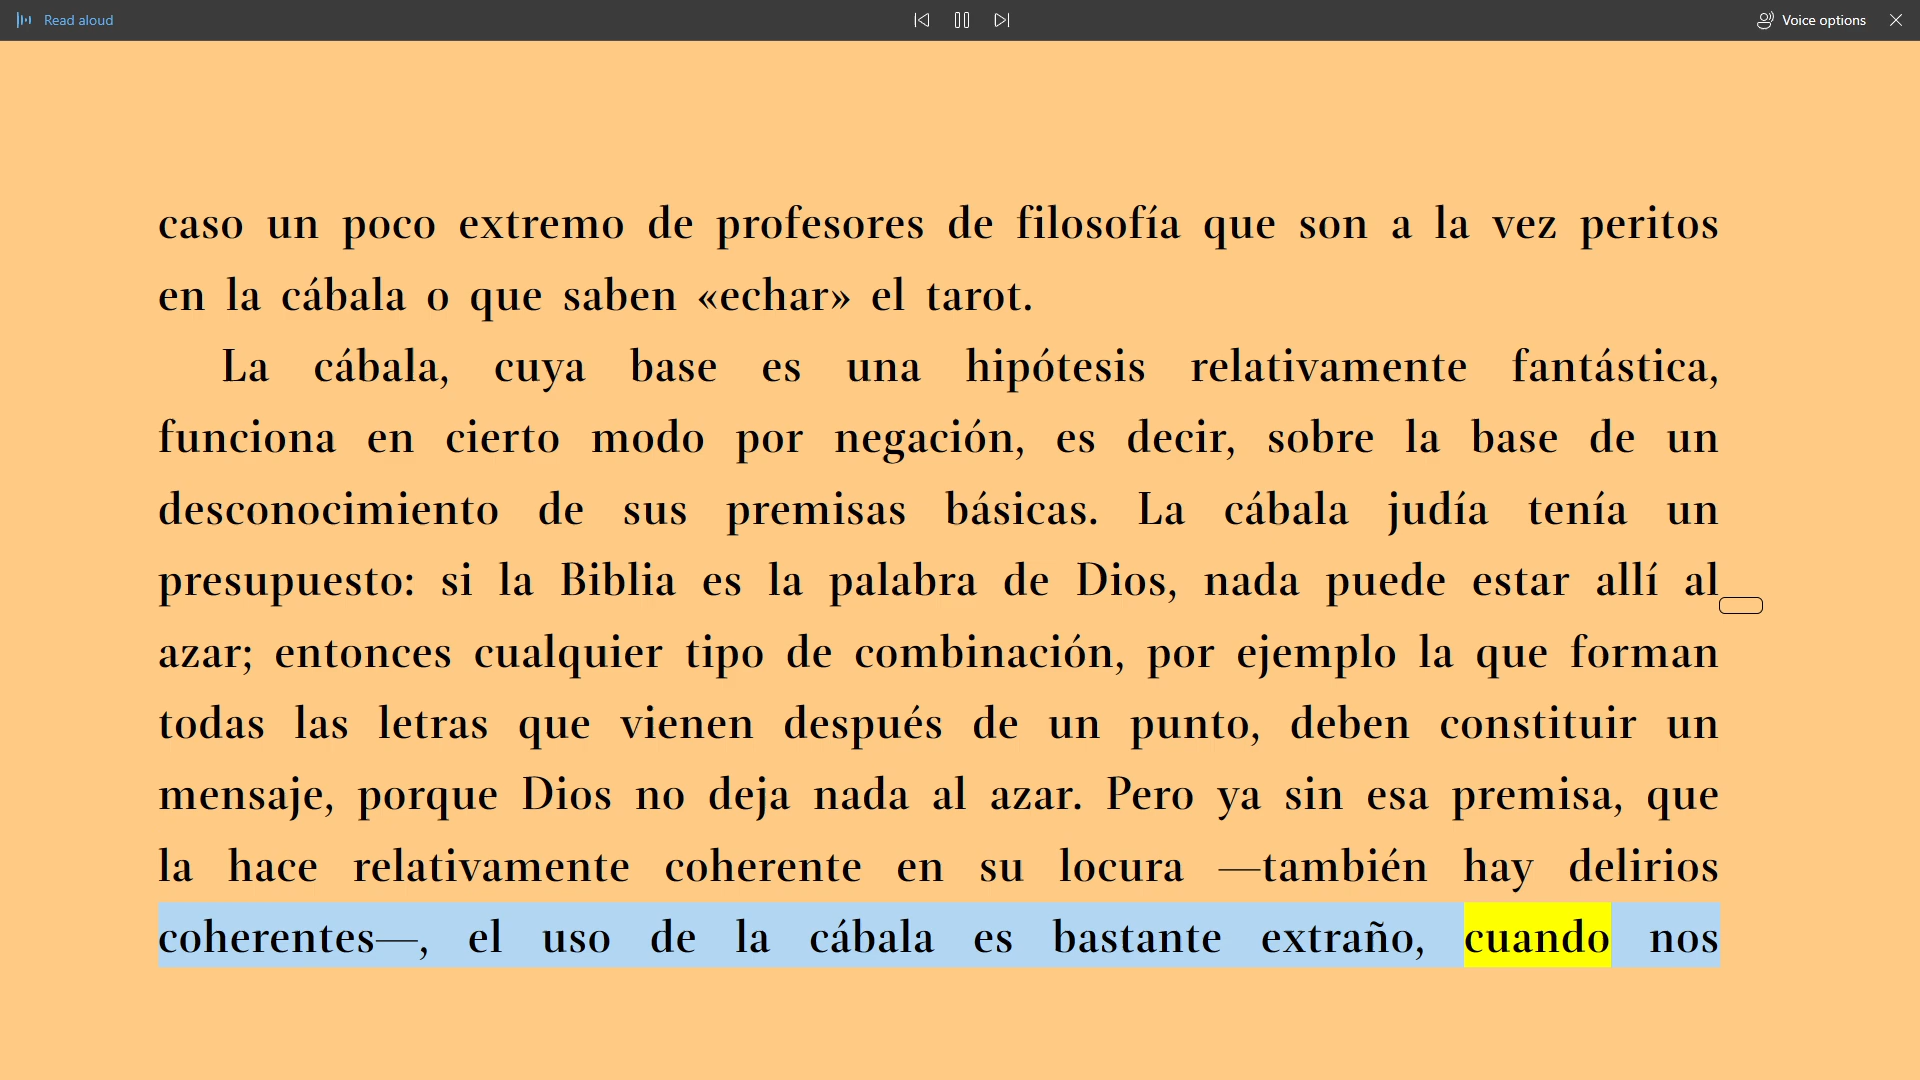 Read aloud
Voice options
caso un poco extremo de profesores de filosofía que son a la vez peritos
en la cábala o que saben «echar» el tarot.
La cábala, cuya base es una hipótesis relativamente fantástica,
funciona en cierto modo por negación, es decir, sobre la base de un
desconocimiento de sus premisas básicas. La cábala judía tenía un
presupuesto: si la Biblia es la palabra de Dios, nada puede estar allí al
azar; entonces cualquier tipo de combinación, por ejemplo la que forman
todas las letras que vienen después de un punto, deben constituir un
mensaje, porque Dios no deja nada al azar. Pero ya sin esa premisa, que
la hace relativamente coherente en su locura —también hay delirios
coherentes—, el uso de la cábala es bastante extraño, cuando nos